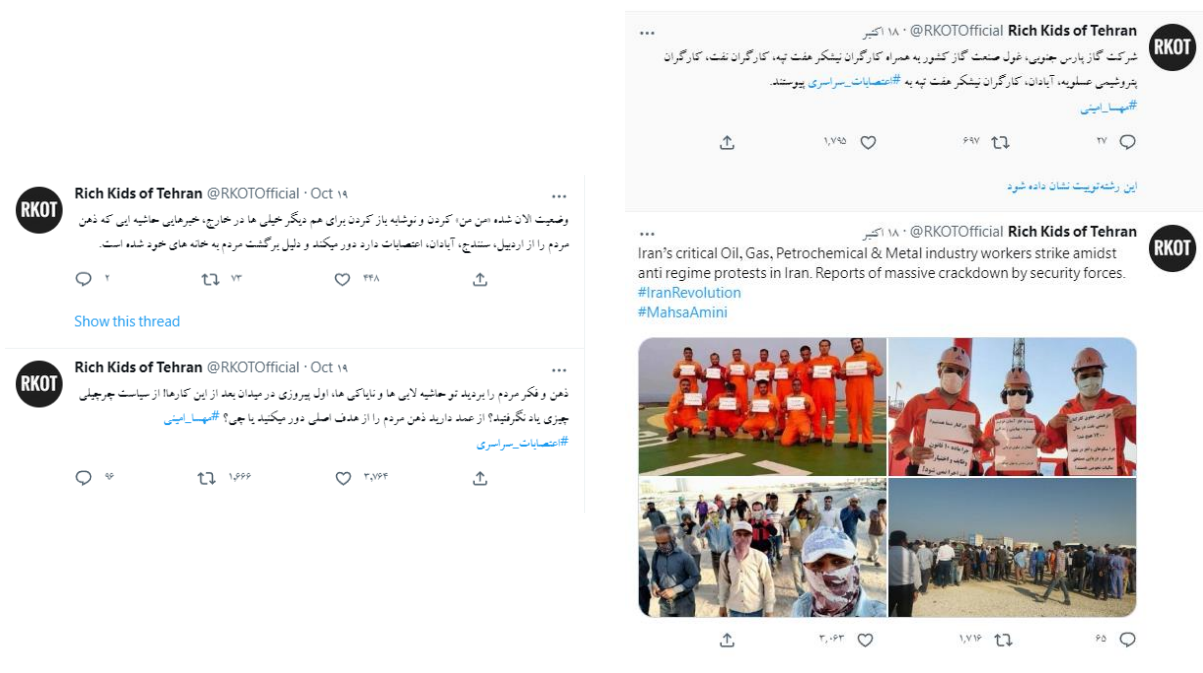 RKOT
Rich Kids of Tehran @RKOTOfficial · ۱۸ اکتبر
شرکت گاز پارس جنوبی، غول صنعت گاز کشور به همراه کارگران نیشکر هفت تپه، کارگران نفت، کارگران
پتروشیمی عسلویه، آبادان، کارگران نیشکر هفت تپه به #اعتصابات_سراسری پیوستند.
#مهسا_امینی
۲۷ ۶۹۷ ۱,۷۹۵
این رشته‌توییت نشان داده شود
RKOT
Rich Kids of Tehran @RKOTOfficial · ۱۸ اکتبر
Iran's critical Oil, Gas, Petrochemical & Metal industry workers strike amidst
anti regime protests in Iran. Reports of massive crackdown by security forces.
#IranRevolution
#MahsaAmini
۶۵ ۱,۷۱۶ ۳,۰۶۳
RKOT
Rich Kids of Tehran @RKOTOfficial · Oct ۱۹
وضعیت الان شده «من من» کردن و نوشابه باز کردن برای هم دیگر خیلی ها در خارج، خبرهایی حاشیه ایی که ذهن
مردم را از اردبیل، سنندج، آبادان، اعتصابات دارد دور میکند و دلیل برگشت مردم به خانه های خود شده است.
۲ ۷۳ ۴۴۸
Show this thread
RKOT
Rich Kids of Tehran @RKOTOfficial · Oct ۱۹
ذهن و فکر مردم را بردید تو حاشیه لایی ها و ناپاکی ها، اول پیروزی در میدان بعد از این کارها! از سیاست چرچیلی
چیزی یاد نگرفتید؟ از عمد دارید ذهن مردم را از هدف اصلی دور میکنید یا چی؟ #مهسا_امینی
#اعتصابات_سراسری
۹۶ ۱,۶۶۶ ۳,۷۶۴